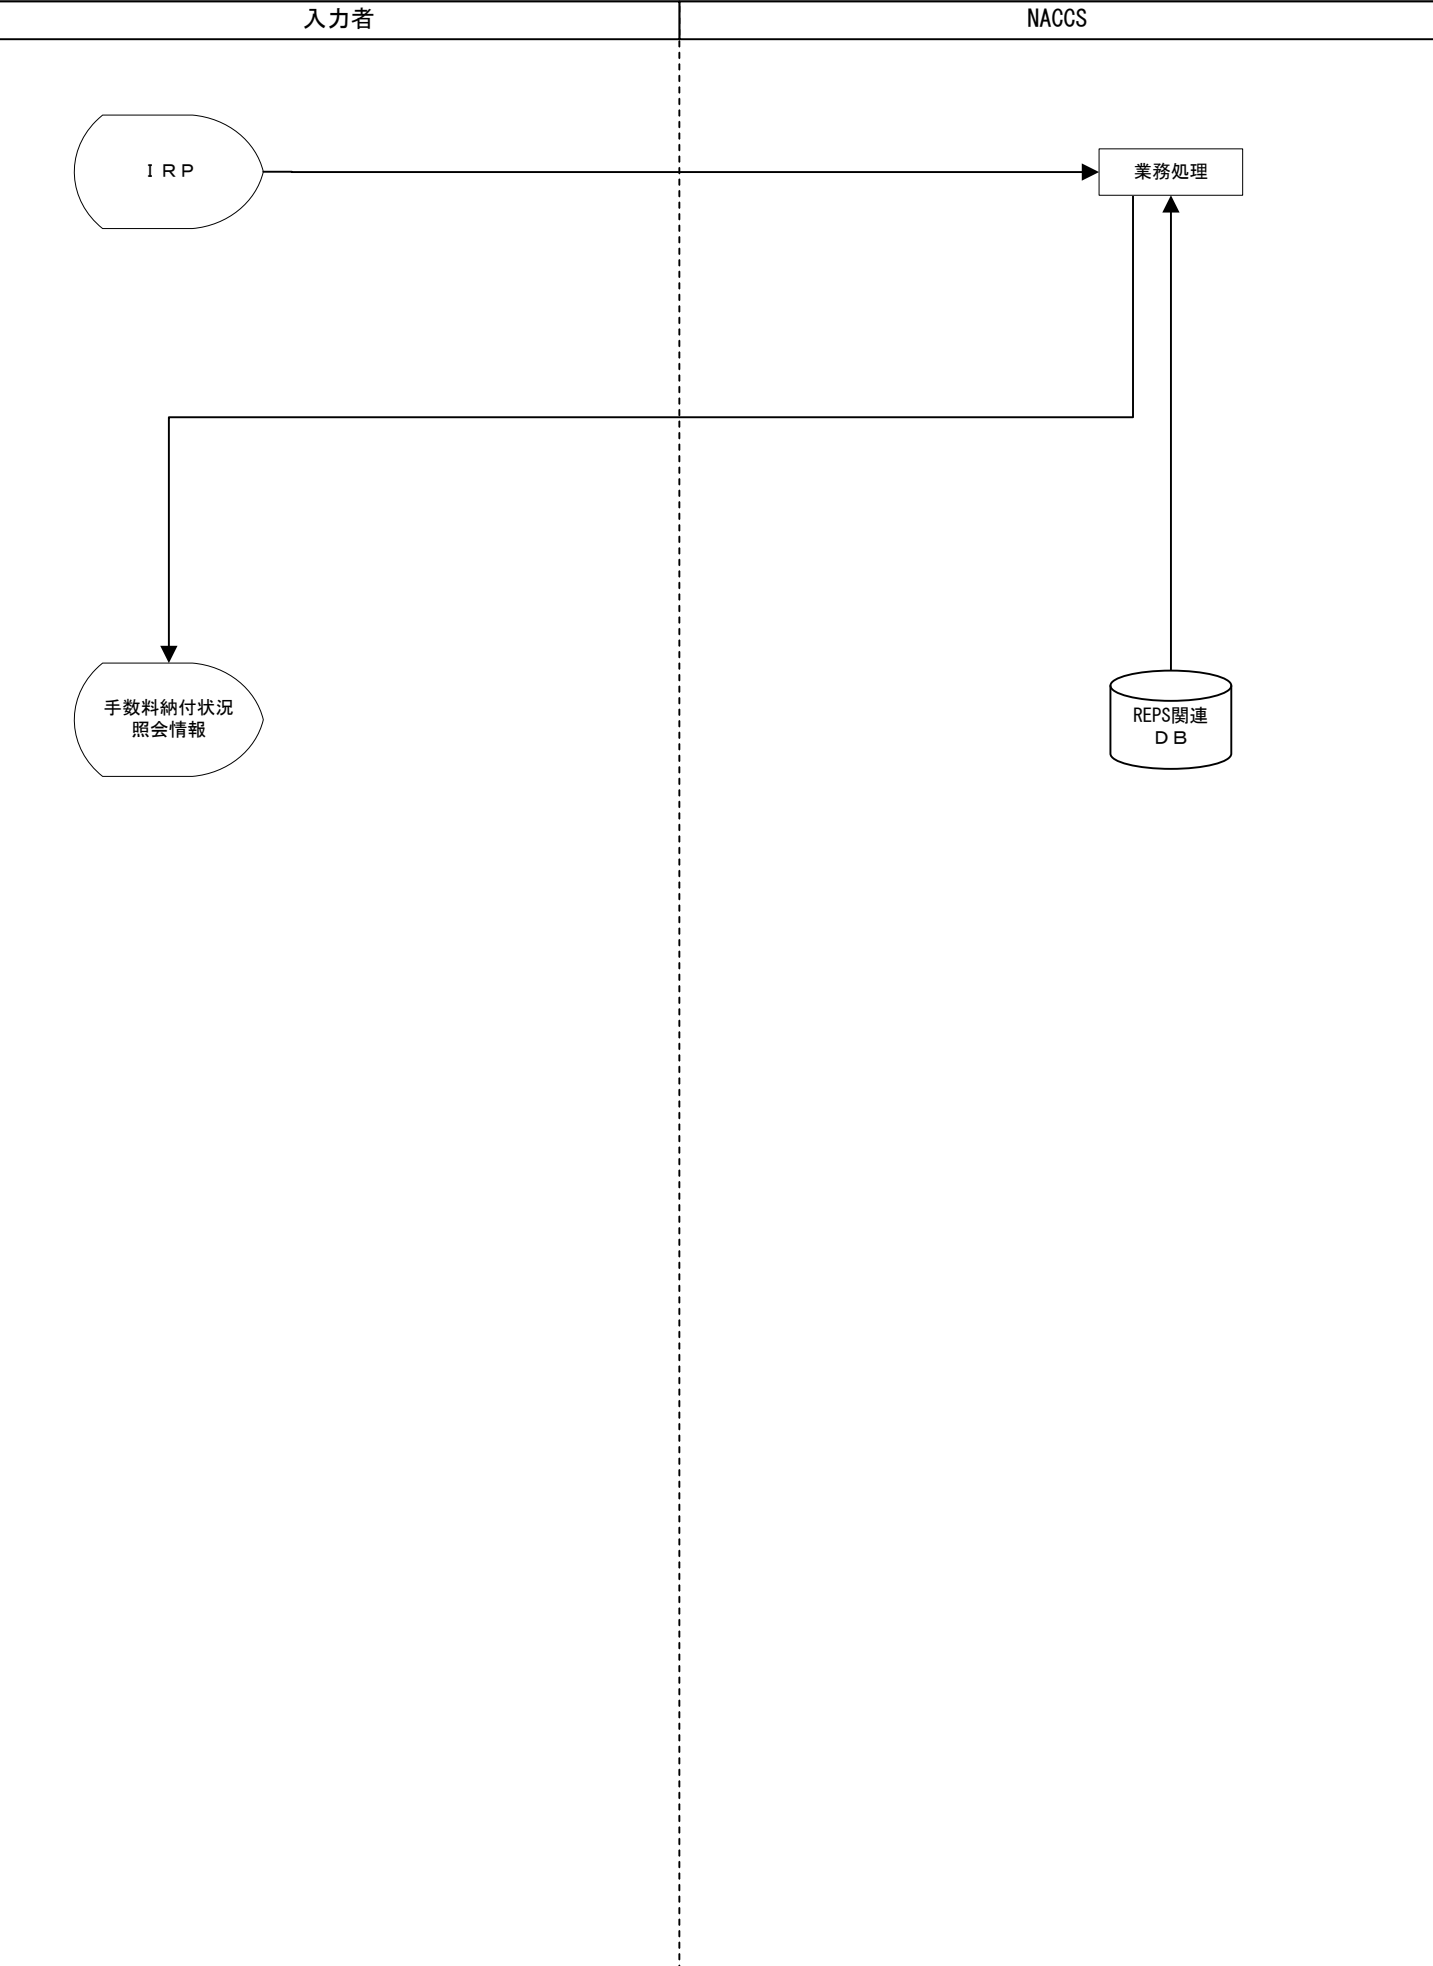 入力者
NACCS
ＩＲＰ
業務処理
手数料納付状況
照会情報
REPS関連
ＤＢ